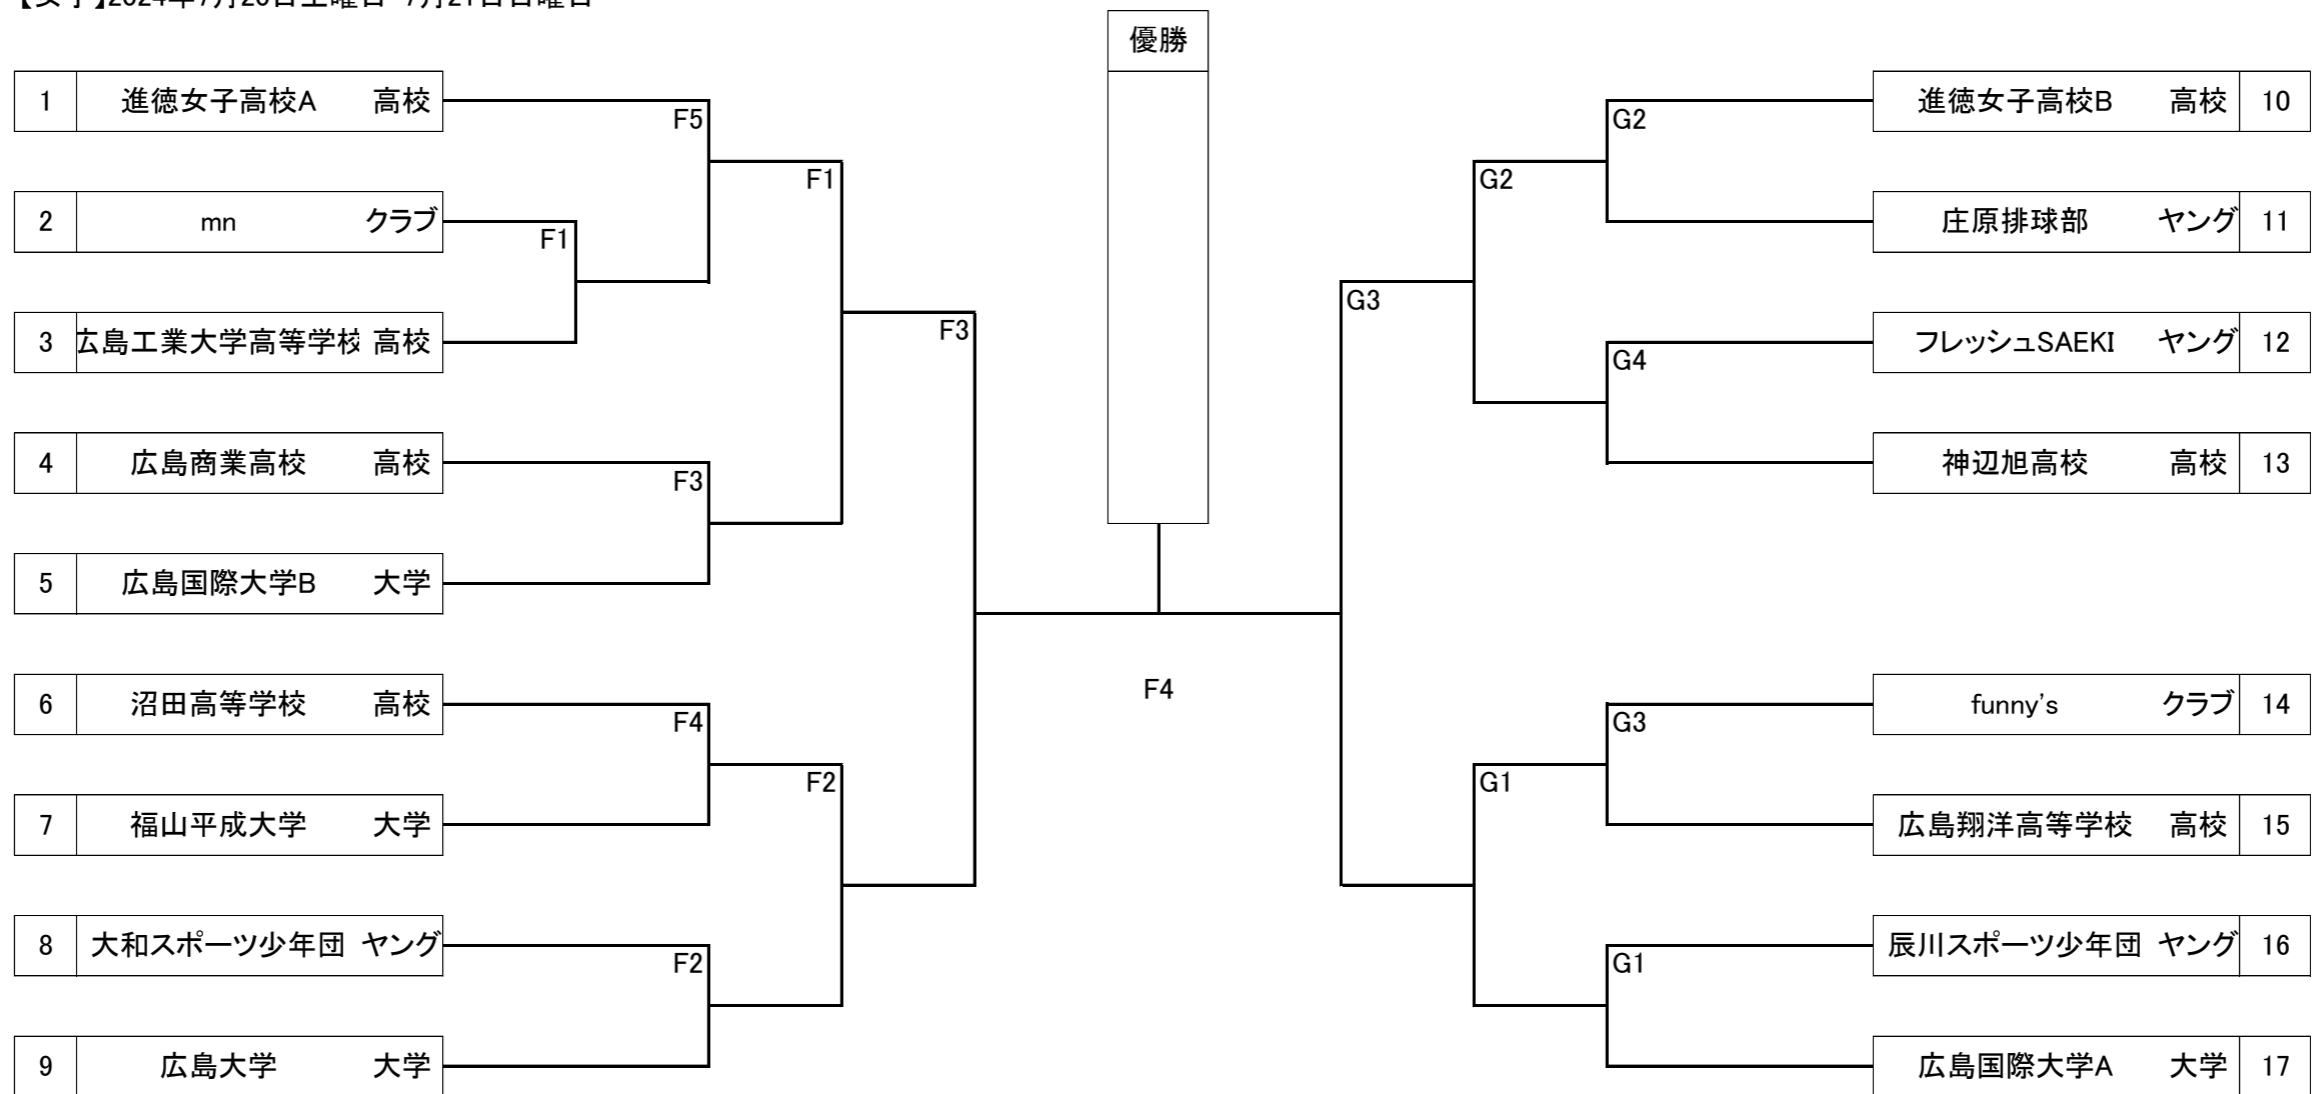 優勝
1 進徳女子高校A 高校
F5
F1
2 mn クラブ
F1
3 広島工業大学高等学校 高校
F3
4 広島商業高校 高校
F3
5 広島国際大学B 大学
6 沼田高等学校 高校
F4
F2
7 福山平成大学 大学
8 大和スポーツ少年団 ヤング
F2
9 広島大学 大学
F4
進徳女子高校B 高校 10
G2
G2
庄原排球部 ヤング 11
G3
フレッシュSAEKI ヤング 12
G4
神辺旭高校 高校 13
funny's クラブ 14
G3
G1
広島翔洋高等学校 高校 15
辰川スポーツ少年団 ヤング 16
G1
広島国際大学A 大学 17